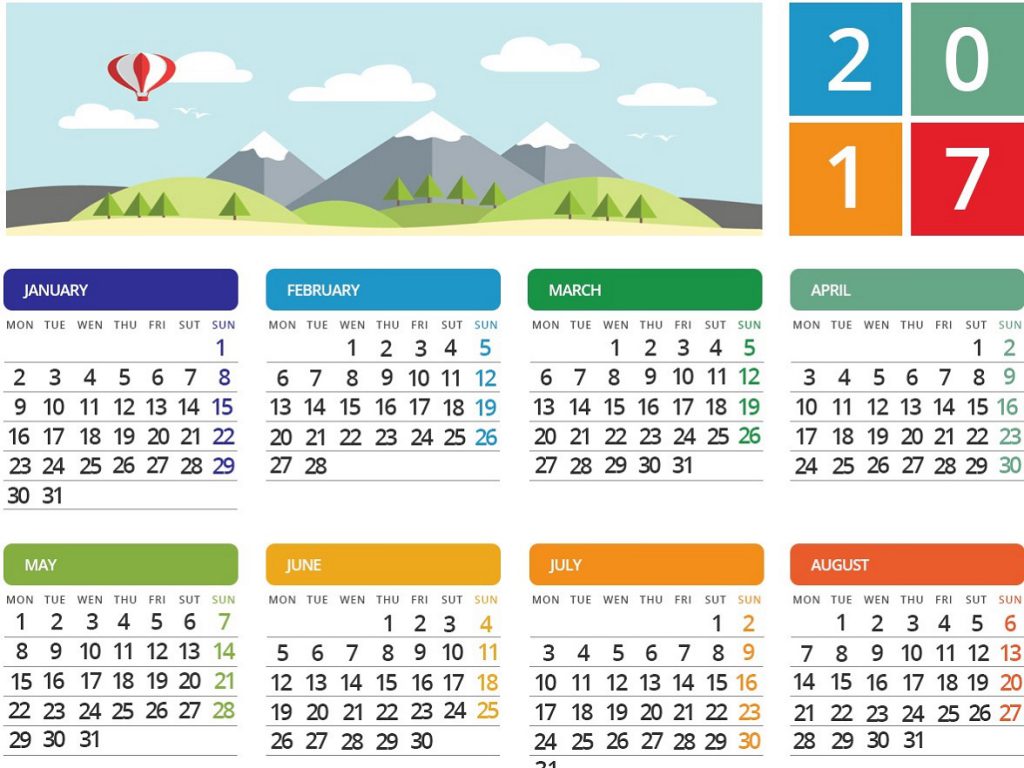 2 0
1 7
JANUARY
MON TUE WEN THU FRI SUT SUN
1
2 3 4 5 6 7 8
9 10 11 12 13 14 15
16 17 18 19 20 21 22
23 24 25 26 27 28 29
30 31
FEBRUARY
MON TUE WEN THU FRI SUT SUN
1 2 3 4 5
6 7 8 9 10 11 12
13 14 15 16 17 18 19
20 21 22 23 24 25 26
27 28
MARCH
MON TUE WEN THU FRI SUT SUN
1 2 3 4 5
6 7 8 9 10 11 12
13 14 15 16 17 18 19
20 21 22 23 24 25 26
27 28 29 30 31
APRIL
MON TUE WEN THU FRI SUT SUN
1 2
3 4 5 6 7 8 9
10 11 12 13 14 15 16
17 18 19 20 21 22 23
24 25 26 27 28 29 30
MAY
MON TUE WEN THU FRI SUT SUN
1 2 3 4 5 6 7
8 9 10 11 12 13 14
15 16 17 18 19 20 21
22 23 24 25 26 27 28
29 30 31
JUNE
MON TUE WEN THU FRI SUT SUN
1 2 3 4
5 6 7 8 9 10 11
12 13 14 15 16 17 18
19 20 21 22 23 24 25
26 27 28 29 30
JULY
MON TUE WEN THU FRI SUT SUN
1 2
3 4 5 6 7 8 9
10 11 12 13 14 15 16
17 18 19 20 21 22 23
24 25 26 27 28 29 30
31
AUGUST
MON TUE WEN THU FRI SUT SUN
1 2 3 4 5 6
7 8 9 10 11 12 13
14 15 16 17 18 19 20
21 22 23 24 25 26 27
28 29 30 31